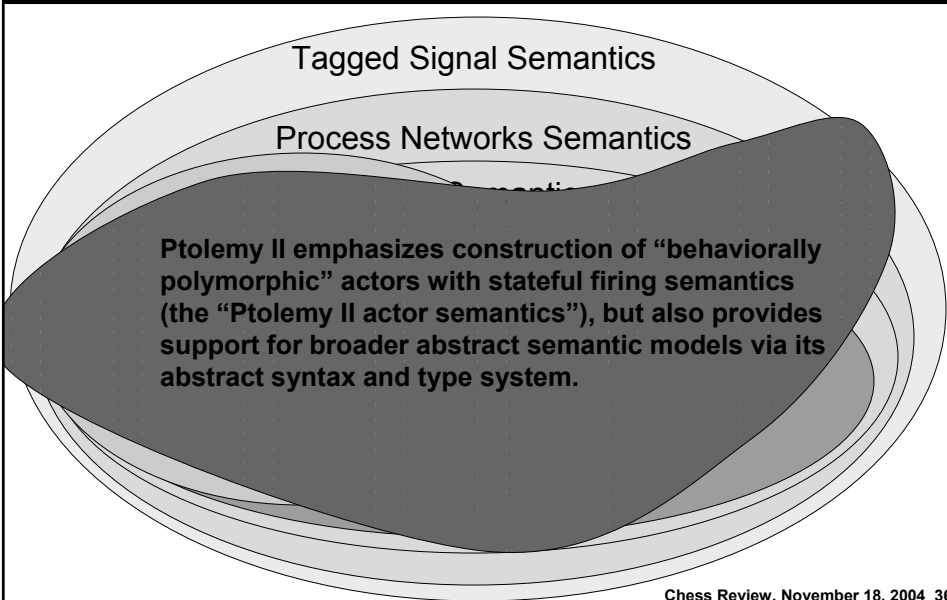 Tagged Signal Semantics
Process Networks Semantics
Ptolemy II emphasizes construction of “behaviorally
polymorphic” actors with stateful firing semantics
(the “Ptolemy II actor semantics”), but also provides
support for broader abstract semantic models via its
abstract syntax and type system.
Chess Review, November 18, 2004